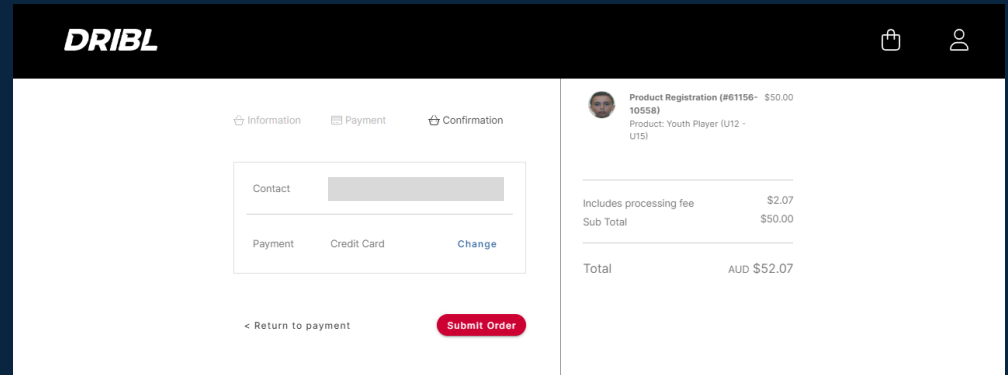 DRIBL
Information Payment Confirmation
Contact
Payment Credit Card Change
< Return to payment Submit Order
Product Registration (#61156- $50.00
10558)
Product: Youth Player (U12 -
U15)
Includes processing fee $2.07
Sub Total $50.00
Total AUD $52.07